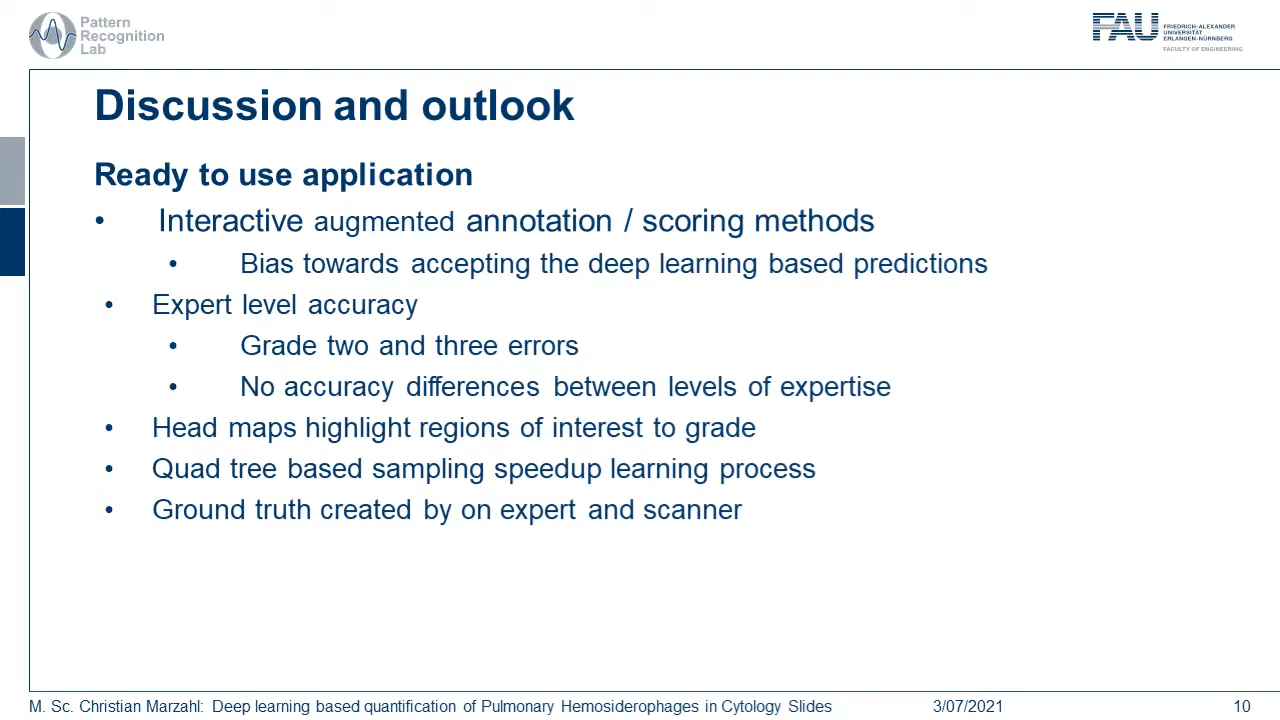 Pattern
Recognition
Lab
FAU
FRIEDRICH-ALEXANDER
UNIVERSITÄT
ERLANGEN-NÜRNBERG
FACULTY OF ENGINEERING
Discussion and outlook
Ready to use application
• Interactive augmented annotation / scoring methods
• Bias towards accepting the deep learning based predictions
• Expert level accuracy
• Grade two and three errors
• No accuracy differences between levels of expertise
• Head maps highlight regions of interest to grade
• Quad tree based sampling speedup learning process
• Ground truth created by on expert and scanner
M. Sc. Christian Marzahl: Deep learning based quantification of Pulmonary Hemosiderophages in Cytology Slides 3/07/2021 10